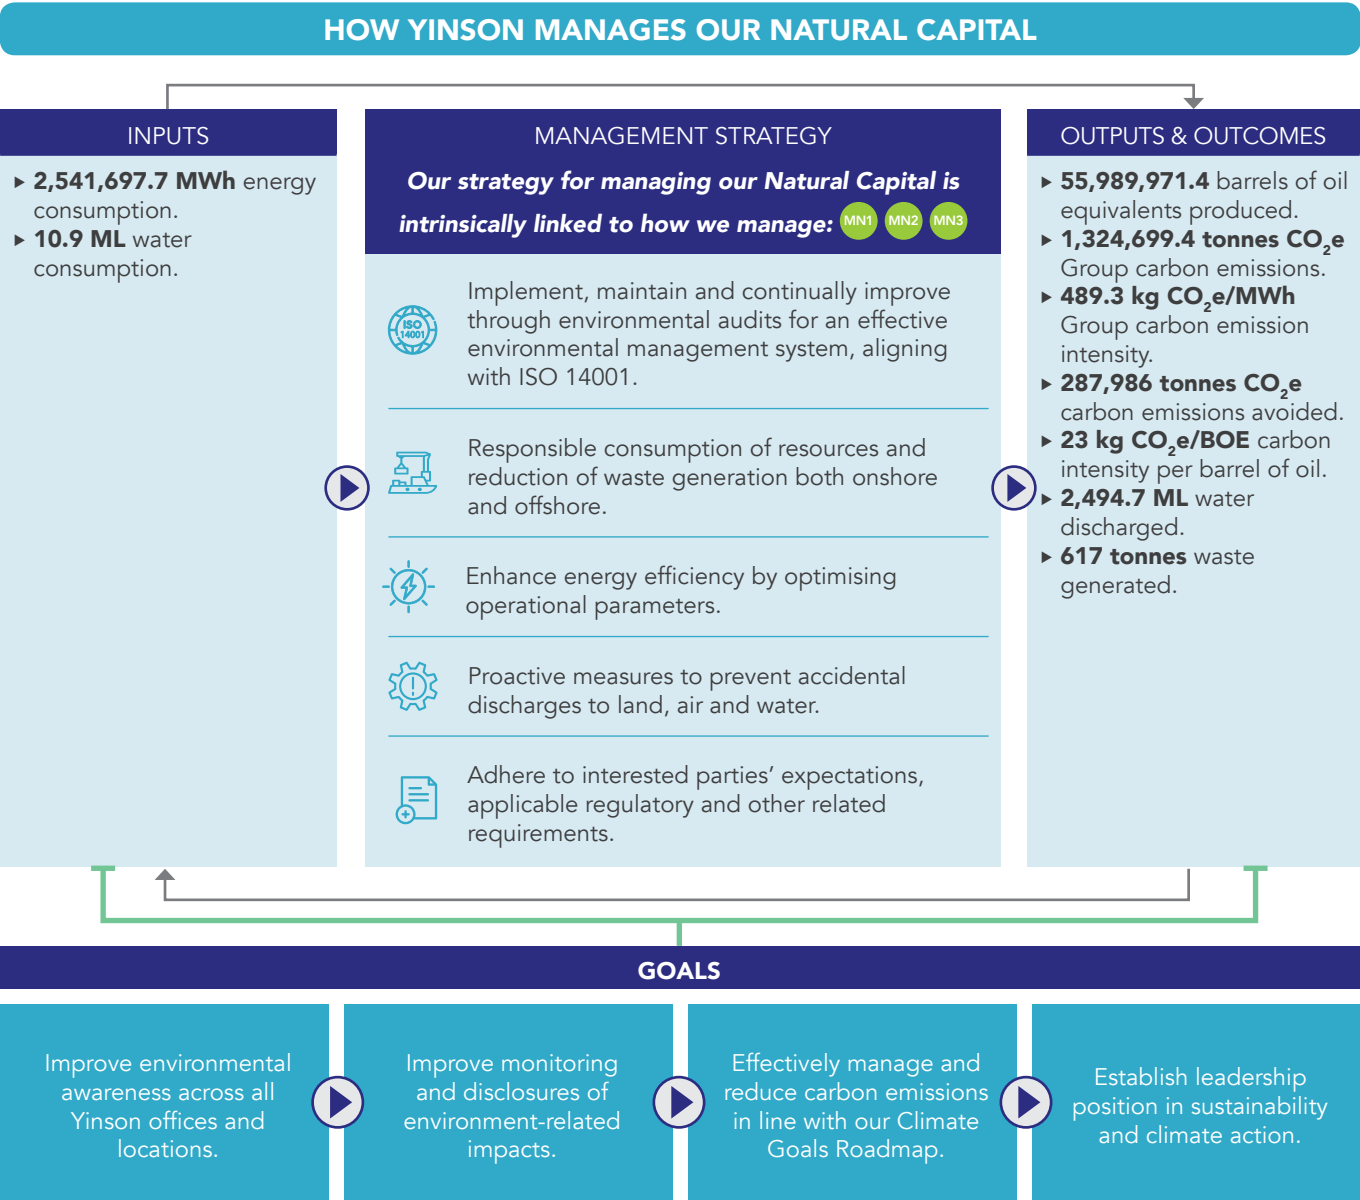 HOW YINSON MANAGES OUR NATURAL CAPITAL
INPUTS
▸ 2,541,697.7 MWh energy
consumption.
▸ 10.9 ML water
consumption.
MANAGEMENT STRATEGY
Our strategy for managing our Natural Capital is
intrinsically linked to how we manage: MN1 MN2 MN3
ISO
14001
Implement, maintain and continually improve
through environmental audits for an effective
environmental management system, aligning
with ISO 14001.
Responsible consumption of resources and
reduction of waste generation both onshore
and offshore.
Enhance energy efficiency by optimising
operational parameters.
Proactive measures to prevent accidental
discharges to land, air and water.
Adhere to interested parties’ expectations,
applicable regulatory and other related
requirements.
OUTPUTS & OUTCOMES
▸ 55,989,971.4 barrels of oil
equivalents produced.
▸ 1,324,699.4 tonnes CO₂e
Group carbon emissions.
▸ 489.3 kg CO₂e/MWh
Group carbon emission
intensity.
▸ 287,986 tonnes CO₂e
carbon emissions avoided.
▸ 23 kg CO₂e/BOE carbon
intensity per barrel of oil.
▸ 2,494.7 ML water
discharged.
▸ 617 tonnes waste
generated.
GOALS
Improve environmental
awareness across all
Yinson offices and
locations.
Improve monitoring
and disclosures of
environment-related
impacts.
Effectively manage and
reduce carbon emissions
in line with our Climate
Goals Roadmap.
Establish leadership
position in sustainability
and climate action.